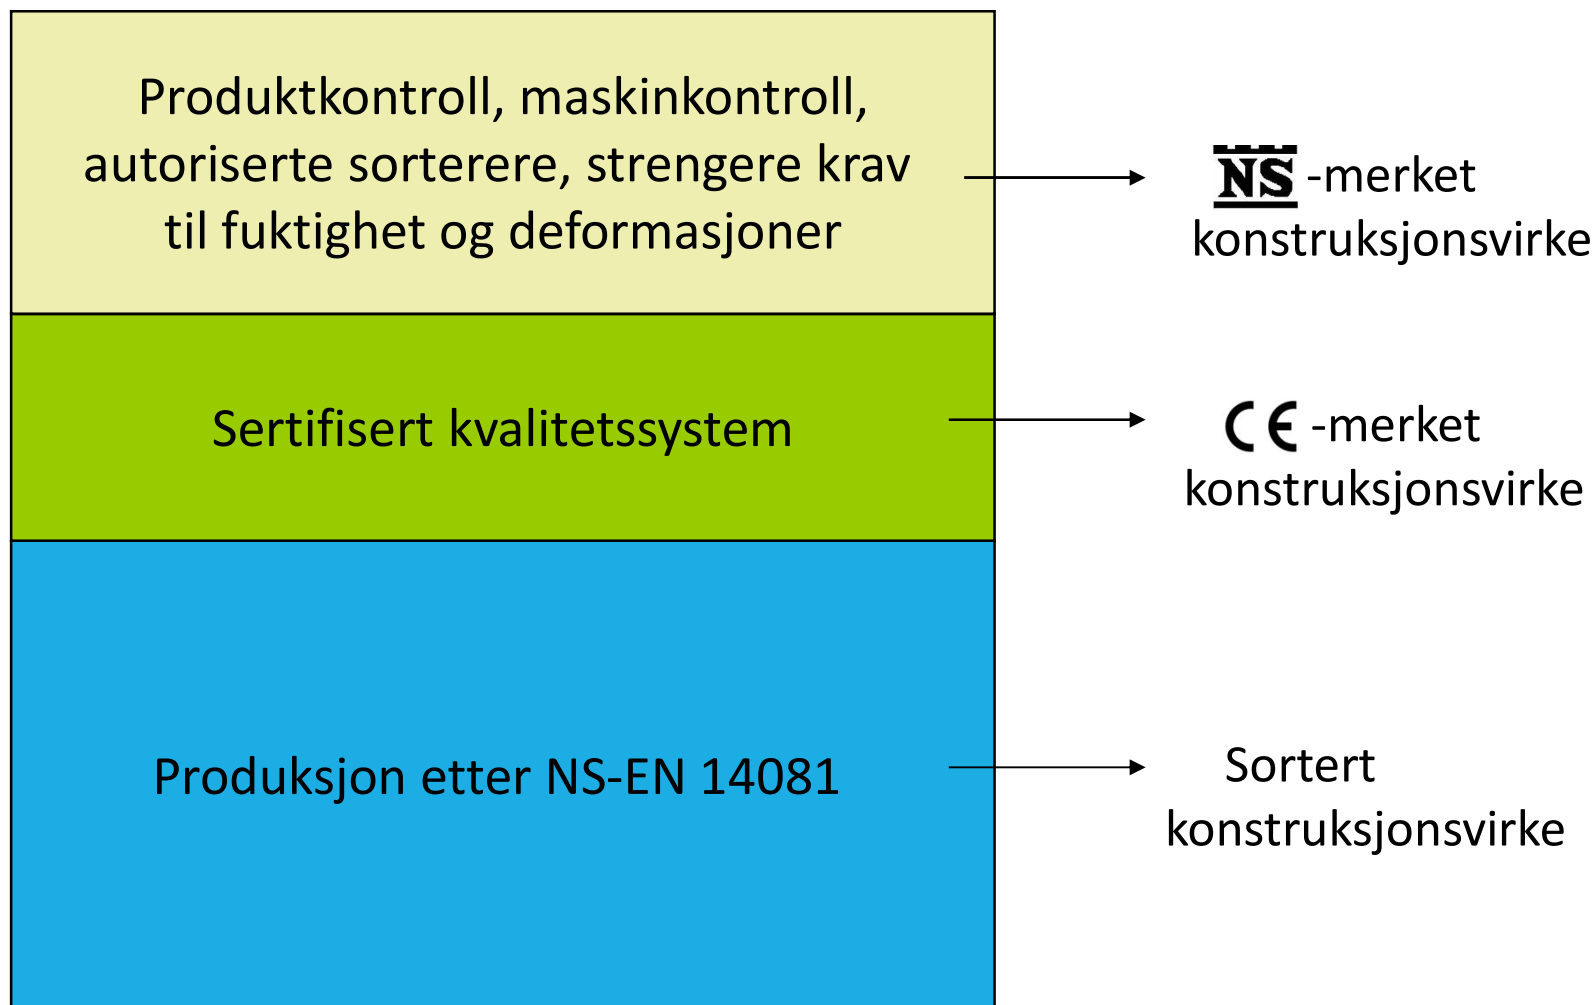 Produktkontroll, maskinkontroll,
autoriserte sorterere, strengere krav
til fuktighet og deformasjoner
NS -merket
konstruksjonsvirke
Sertifisert kvalitetssystem
CE -merket
konstruksjonsvirke
Produksjon etter NS-EN 14081
Sortert
konstruksjonsvirke